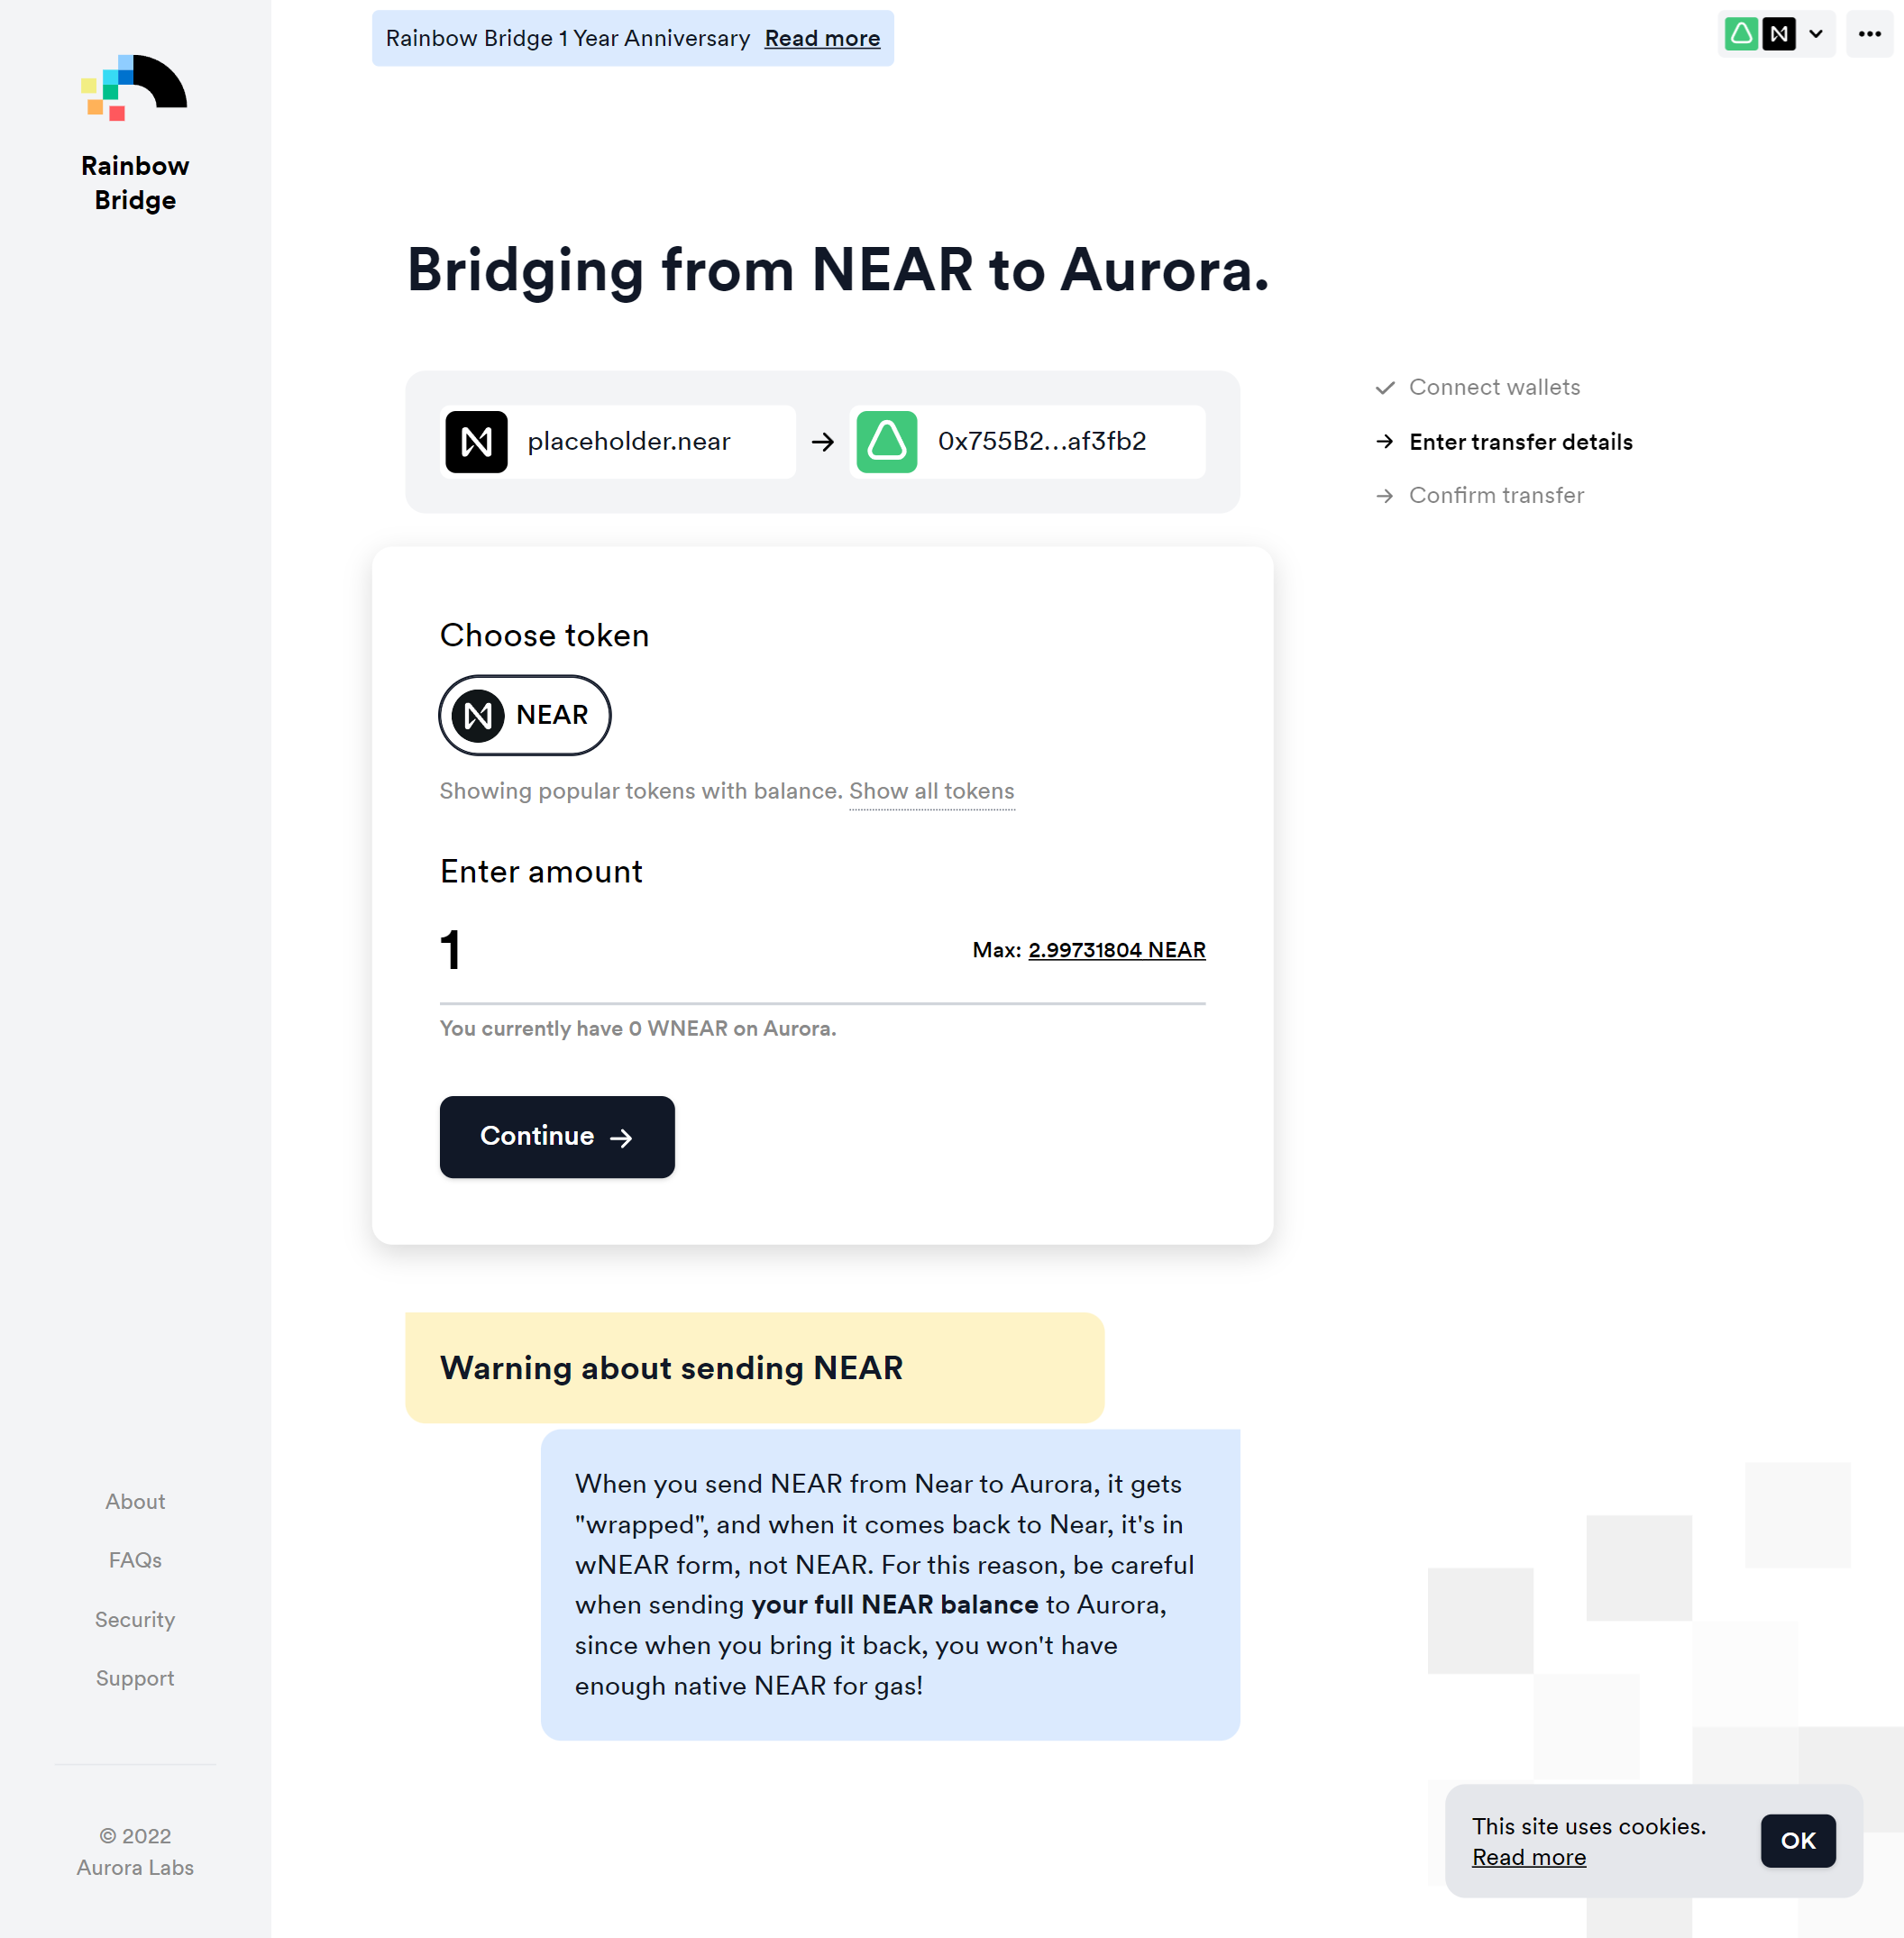 Rainbow Bridge 1 Year Anniversary Read more
Rainbow
Bridge
Bridging from NEAR to Aurora.
placeholder.near
0x755B2...af3fb2
Connect wallets
Enter transfer details
Confirm transfer
Choose token
NEAR
Showing popular tokens with balance. Show all tokens
Enter amount
1
Max: 2.99731804 NEAR
You currently have 0 WNEAR on Aurora.
Continue
Warning about sending NEAR
When you send NEAR from Near to Aurora, it gets
"wrapped", and when it comes back to Near, it's in
wNEAR form, not NEAR. For this reason, be careful
when sending your full NEAR balance to Aurora,
since when you bring it back, you won't have
enough native NEAR for gas!
About
FAQs
Security
Support
© 2022
Aurora Labs
This site uses cookies.
Read more
OK